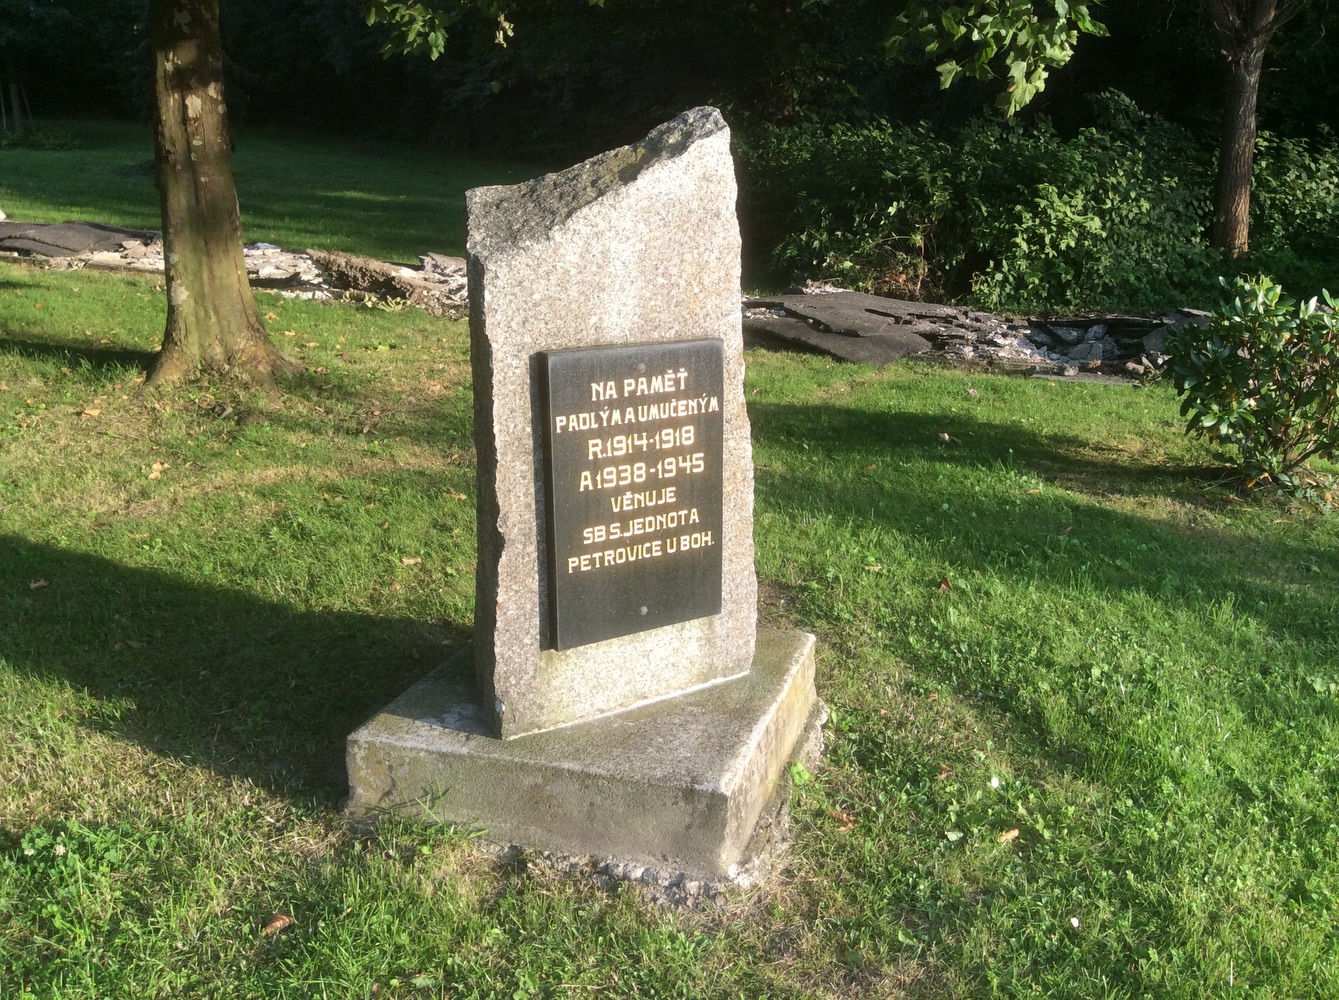 NA PAMĚŤ
PADLÝM A UMUČENÝM
R.1914-1918
A 1938-1945
VĚNUJE
SB S.JEDNOTA
PETROVICE U BOH.